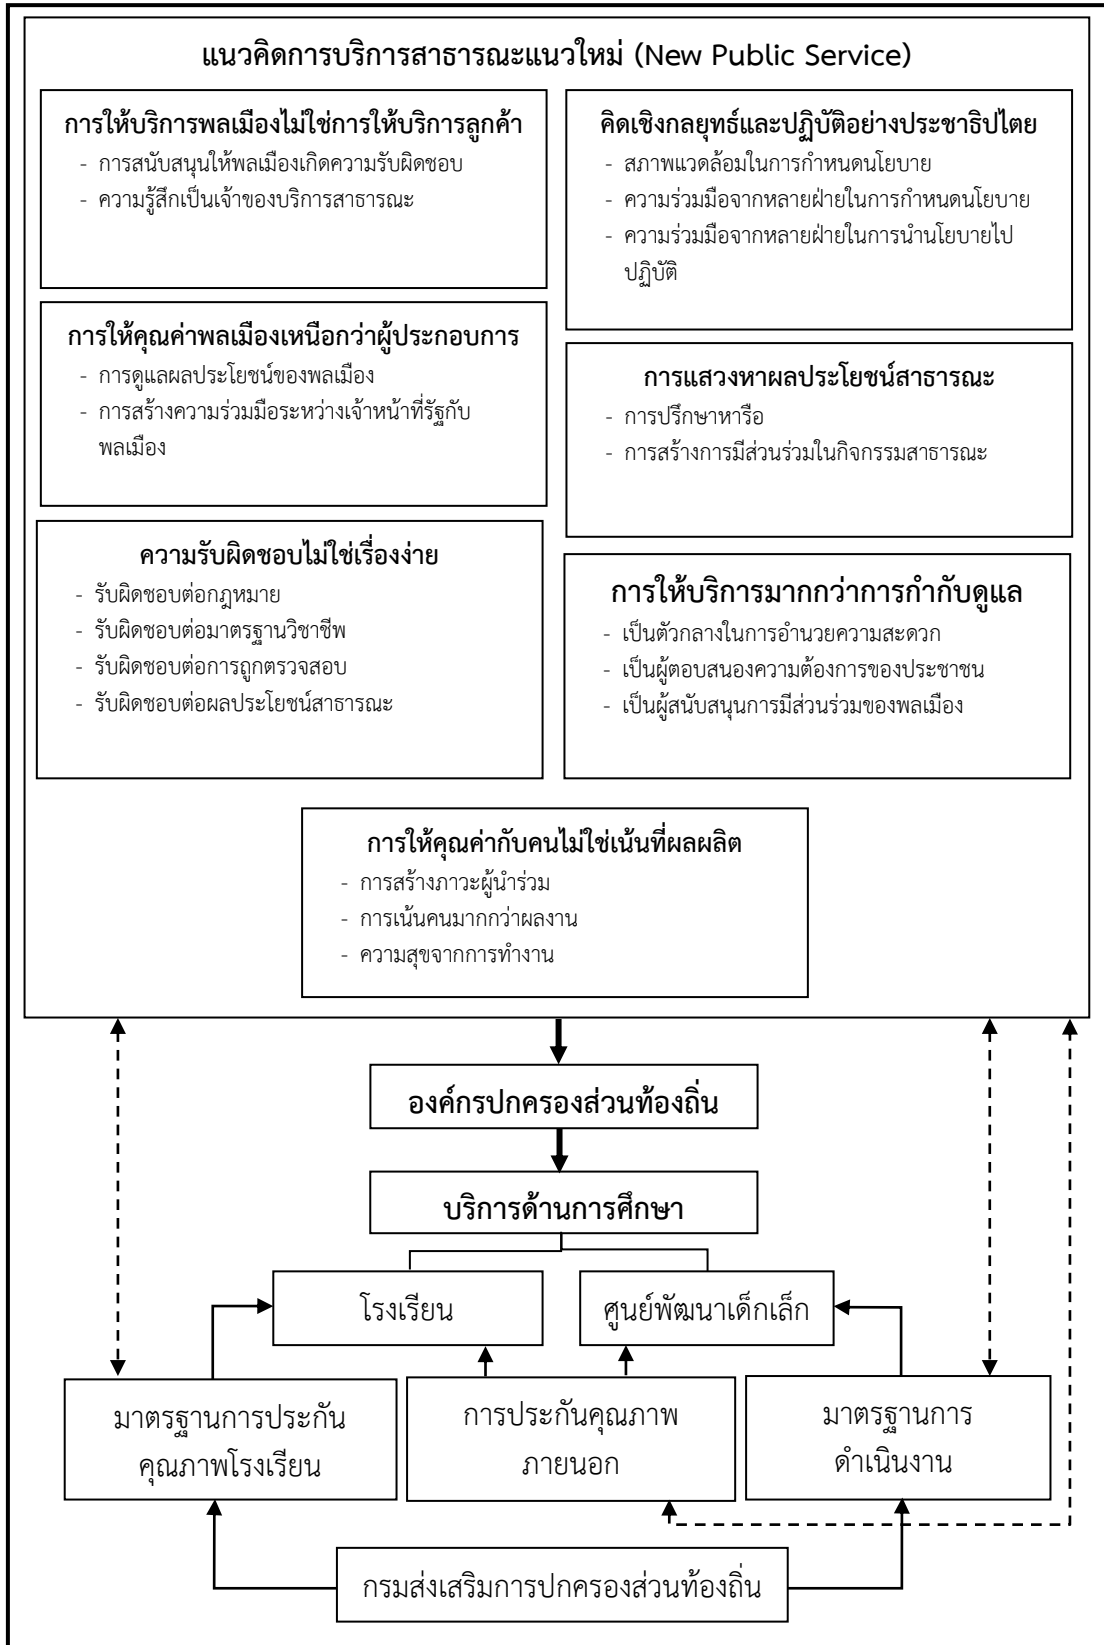 แนวคิดการบริการสาธารณะแนวใหม่ (New Public Service)
การให้บริการพลเมืองไม่ใช่การให้บริการลูกค้า
- การสนับสนุนให้พลเมืองเกิดความรับผิดชอบ
- ความรู้สึกเป็นเจ้าของบริการสาธารณะ
คิดเชิงกลยุทธ์และปฏิบัติอย่างประชาธิปไตย
- สภาพแวดล้อมในการกำหนดนโยบาย
- ความร่วมมือจากหลายฝ่ายในการกำหนดนโยบาย
- ความร่วมมือจากหลายฝ่ายในการนำนโยบายไป
ปฏิบัติ
การให้คุณค่าพลเมืองเหนือกว่าผู้ประกอบการ
- การดูแลผลประโยชน์ของพลเมือง
- การสร้างความร่วมมือระหว่างเจ้าหน้าที่รัฐกับ
พลเมือง
การแสวงหาผลประโยชน์สาธารณะ
- การปรึกษาหารือ
- การสร้างการมีส่วนร่วมในกิจกรรมสาธารณะ
ความรับผิดชอบไม่ใช่เรื่องง่าย
- รับผิดชอบต่อกฎหมาย
- รับผิดชอบต่อมาตรฐานวิชาชีพ
- รับผิดชอบต่อการถูกตรวจสอบ
- รับผิดชอบต่อผลประโยชน์สาธารณะ
การให้บริการมากกว่าการกำกับดูแล
- เป็นตัวกลางในการอำนวยความสะดวก
- เป็นผู้ตอบสนองความต้องการของประชาชน
- เป็นผู้สนับสนุนการมีส่วนร่วมของพลเมือง
การให้คุณค่ากับคนไม่ใช่เน้นที่ผลผลิต
- การสร้างภาวะผู้นำร่วม
- การเน้นคนมากกว่าผลงาน
- ความสุขจากการทำงาน
องค์กรปกครองส่วนท้องถิ่น
บริการด้านการศึกษา
โรงเรียน
ศูนย์พัฒนาเด็กเล็ก
มาตรฐานการประกัน
คุณภาพโรงเรียน
การประกันคุณภาพ
ภายนอก
มาตรฐานการ
ดำเนินงาน
กรมส่งเสริมการปกครองส่วนท้องถิ่น